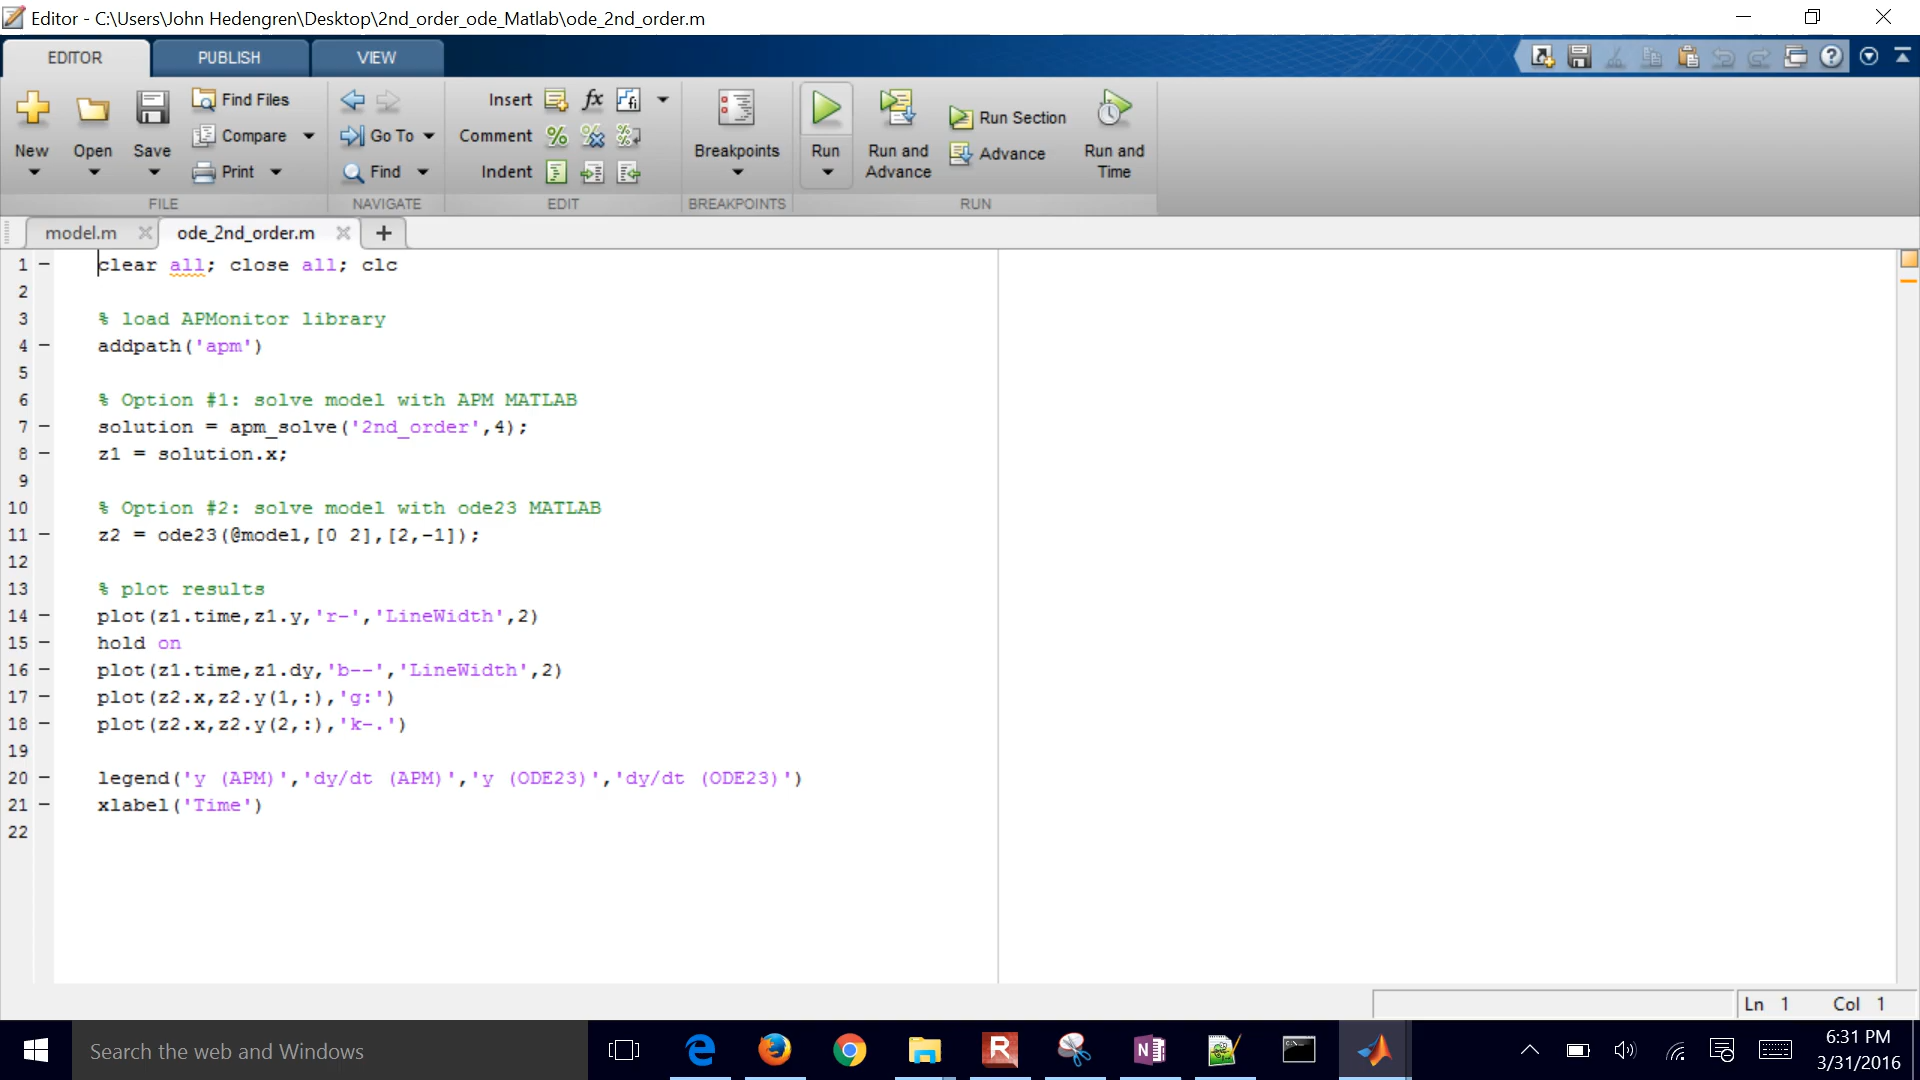 Editor - C:\Users\John Hedengren\Desktop\2nd_order_ode_Matlab\ode_2nd_order.m
EDITOR PUBLISH VIEW
New Open Save Find Files Compare Print
FILE
Go To Find
NAVIGATE
Insert fx
Comment
Indent
EDIT
Breakpoints
BREAKPOINTS
Run Run and Advance Run Section Advance Run and Time
RUN
model.m ode_2nd_order.m +
1 clear all; close all; clc
2
3 % load APMonitor library
4 addpath('apm')
5
6 % Option #1: solve model with APM MATLAB
7 solution = apm_solve('2nd_order',4);
8 z1 = solution.x;
9
10 % Option #2: solve model with ode23 MATLAB
11 z2 = ode23(@model,[0 2],[2,-1]);
12
13 % plot results
14 plot(z1.time,z1.y,'r-','LineWidth',2)
15 hold on
16 plot(z1.time,z1.dy,'b--','LineWidth',2)
17 plot(z2.x,z2.y(1,:),'g:')
18 plot(z2.x,z2.y(2,:),'k-.')
19
20 legend('y (APM)','dy/dt (APM)','y (ODE23)','dy/dt (ODE23)')
21 xlabel('Time')
22
Ln 1 Col 1
Search the web and Windows
6:31 PM
3/31/2016